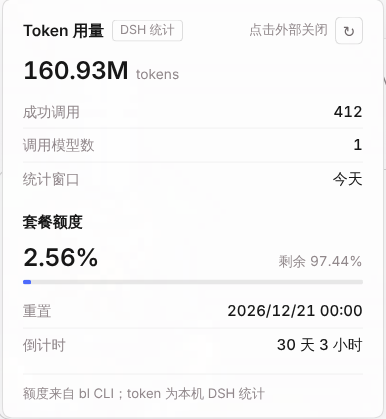 Token 用量 DSH 统计 点击外部关闭 ↻
160.93M tokens
成功调用 412
调用模型数 1
统计窗口 今天
套餐额度
2.56% 剩余 97.44%
重置 2026/12/21 00:00
倒计时 30 天 3 小时
额度来自 bl CLI；token 为本机 DSH 统计